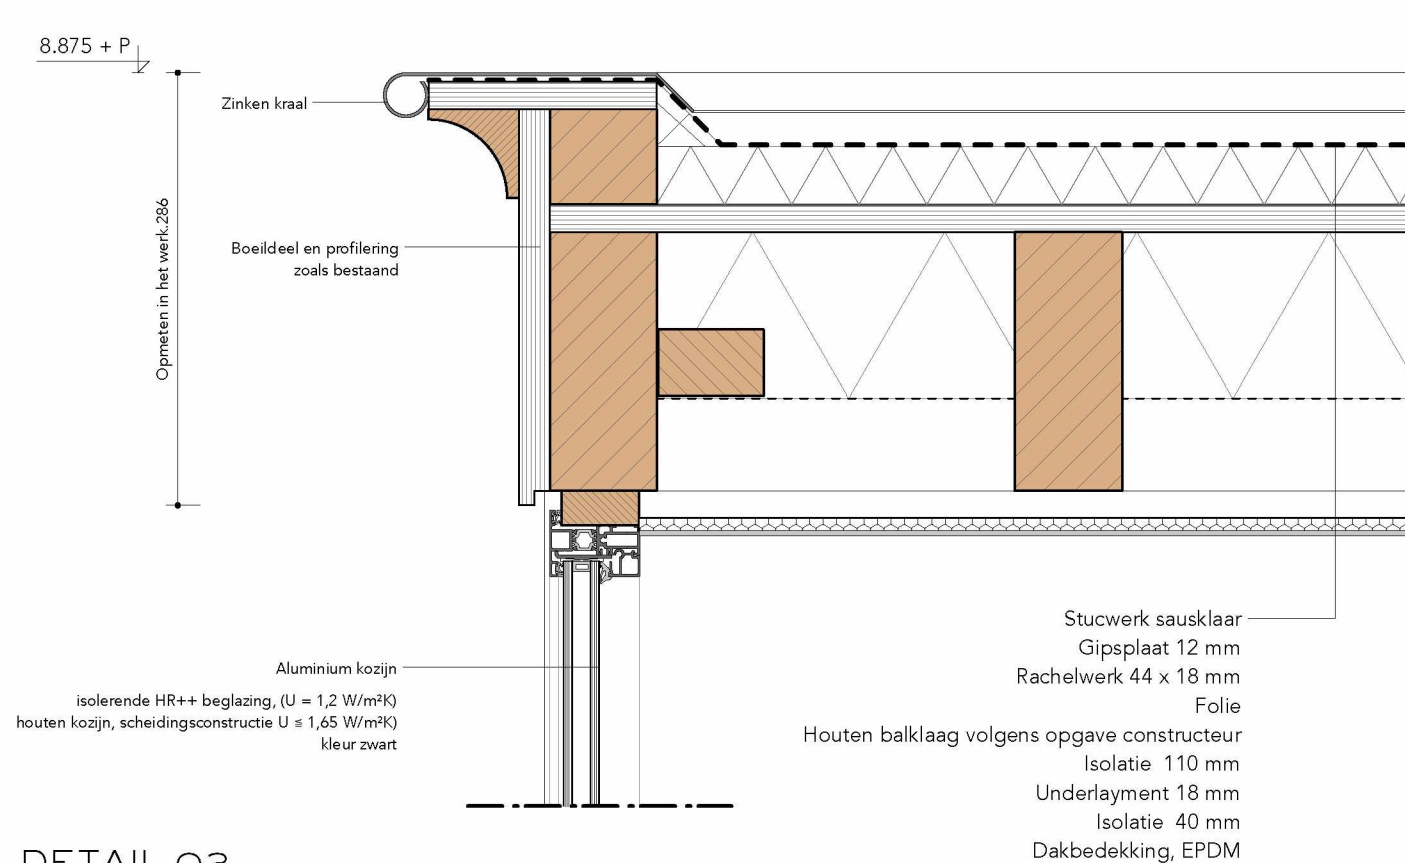 8.875 + P
Zinken kraal
Opmeten in het werk.286
Boeildeel en profilering
zoals bestaand
Aluminium kozijn
isolerende HR++ beglazing, (U = 1,2 W/m²K)
houten kozijn, scheidingsconstructie U ≤ 1,65 W/m²K)
kleur zwart
Stucwerk sausklaar
Gipsplaat 12 mm
Rachelwerk 44 x 18 mm
Folie
Houten balklaag volgens opgave constructeur
Isolatie  110 mm
Underlayment 18 mm
Isolatie  40 mm
Dakbedekking, EPDM
DETAIL 03